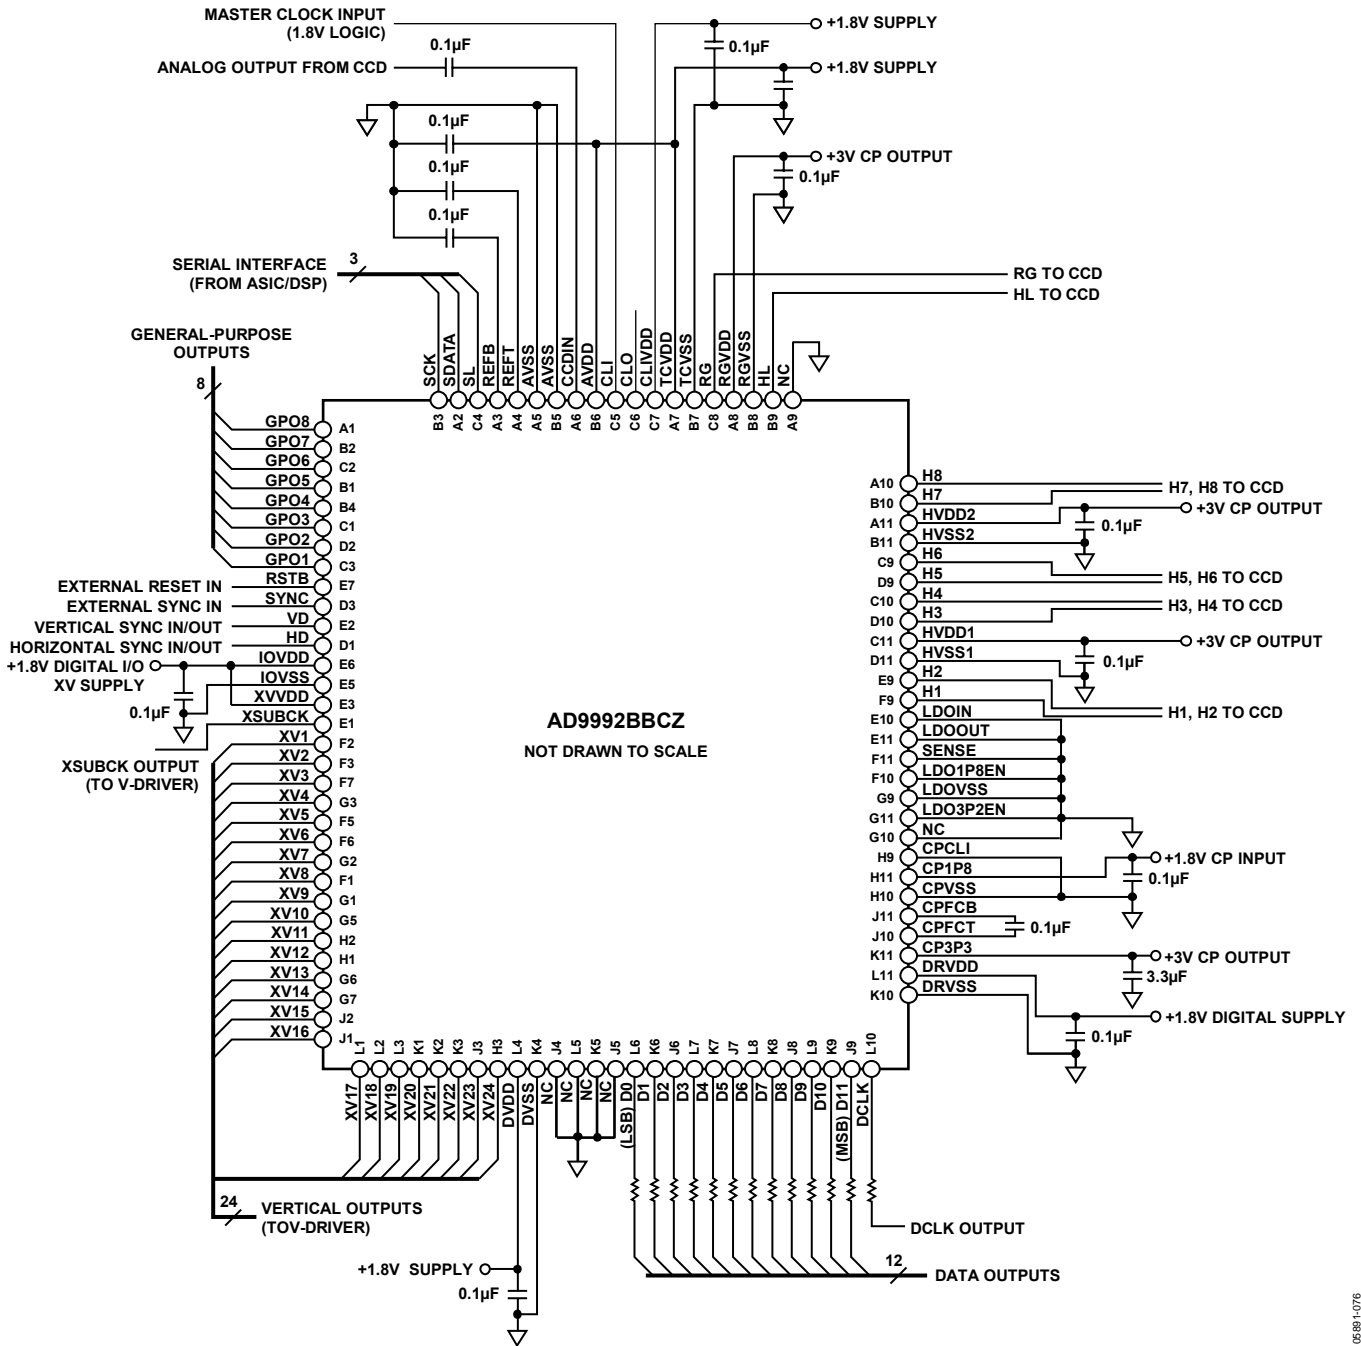 MASTER CLOCK INPUT
(1.8V LOGIC)
0.1µF
ANALOG OUTPUT FROM CCD
+1.8V SUPPLY
0.1µF
+1.8V SUPPLY
0.1µF
0.1µF
0.1µF
+3V CP OUTPUT
0.1µF
SERIAL INTERFACE
(FROM ASIC/DSP)
3
RG TO CCD
HL TO CCD
GENERAL-PURPOSE
OUTPUTS
8
SCK
SDATA
SL
REFB
REFT
AVSS
AVSS
CCDIN
AVDD
CLI
CLO
CLIVDD
TCVDD
TCVSS
RG
RGVDD
RGVSS
HL
NC
B3
A2
C4
A3
A4
A5
B5
A6
B6
C5
C6
C7
A7
B7
C8
A8
B8
B9
A9
GPO8 A1
GPO7 B2
GPO6 C2
GPO5 B1
GPO4 B4
GPO3 C1
GPO2 D2
GPO1 C3
EXTERNAL RESET IN RSTB E7
EXTERNAL SYNC IN SYNC D3
VERTICAL SYNC IN/OUT VD E2
HORIZONTAL SYNC IN/OUT HD D1
+1.8V DIGITAL I/O
XV SUPPLY
IOVDD E6
IOVSS E5
0.1µF
XVVDD E3
XSUBCK E1
XSUBCK OUTPUT
(TO V-DRIVER)
XV1 F2
XV2 F3
XV3 F7
XV4 G3
XV5 F5
XV6 F6
XV7 G2
XV8 F1
XV9 G1
XV10 G5
XV11 H2
XV12 H1
XV13 G6
XV14 G7
XV15 J2
XV16 J1
AD9992BBCZ
NOT DRAWN TO SCALE
A10 H8
B10 H7
H7, H8 TO CCD
A11 HVDD2
+3V CP OUTPUT
0.1µF
B11 HVSS2
C9 H6
D9 H5
H5, H6 TO CCD
C10 H4
D10 H3
H3, H4 TO CCD
C11 HVDD1
+3V CP OUTPUT
0.1µF
D11 HVSS1
E9 H2
F9 H1
H1, H2 TO CCD
E10 LDOIN
E11 LDOOUT
F11 SENSE
F10 LDO1P8EN
G9 LDOVSS
G11 LDO3P2EN
G10 NC
H9 CPCLI
+1.8V CP INPUT
H11 CP1P8
0.1µF
H10 CPVSS
J11 CPFCB
0.1µF
J10 CPFCT
K11 CP3P3
+3V CP OUTPUT
3.3µF
L11 DRVDD
K10 DRVSS
+1.8V DIGITAL SUPPLY
0.1µF
L1
L2
L3
K1
K2
K3
J3
H3
L4
K4
J4
L5
K5
J5
L6
K6
J6
L7
K7
J7
L8
K8
J8
L9
K9
J9
L10
XV17
XV18
XV19
XV20
XV21
XV22
XV23
XV24
DVDD
DVSS
NC
NC
NC
NC
(LSB) D0
D1
D2
D3
D4
D5
D6
D7
D8
D9
D10
(MSB) D11
DCLK
24
VERTICAL OUTPUTS
(TOV-DRIVER)
DCLK OUTPUT
+1.8V SUPPLY
0.1µF
12
DATA OUTPUTS
05891-076